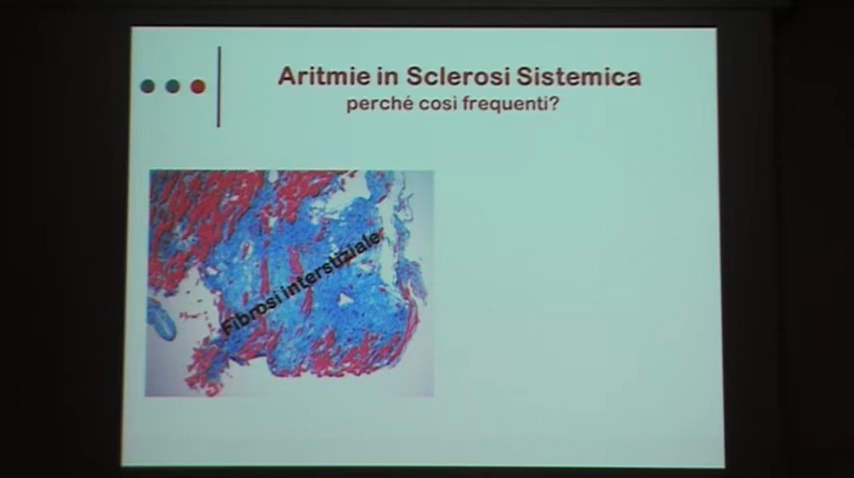 Aritmie in Sclerosi Sistemica
perché così frequenti?
Fibrosi interstiziale